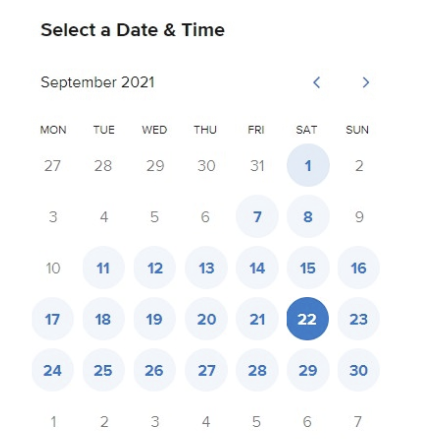 Select a Date & Time
September 2021
MON TUE WED THU FRI SAT SUN
27 28 29 30 31 1 2
3 4 5 6 7 8 9
10 11 12 13 14 15 16
17 18 19 20 21 22 23
24 25 26 27 28 29 30
1 2 3 4 5 6 7